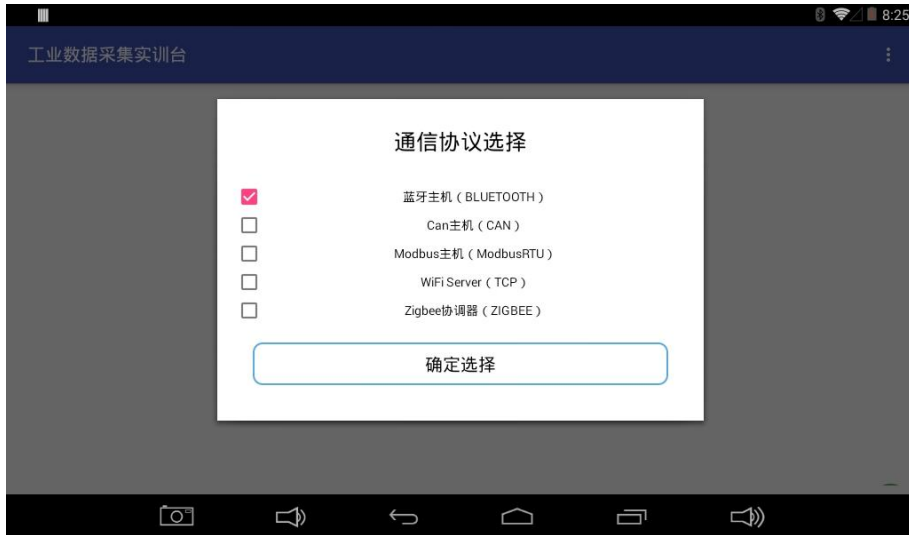 8:25
工业数据采集实训台
通信协议选择
蓝牙主机 ( BLUETOOTH )
Can主机 ( CAN )
Modbus主机 ( ModbusRTU )
WiFi Server ( TCP )
Zigbee协调器 ( ZIGBEE )
确定选择